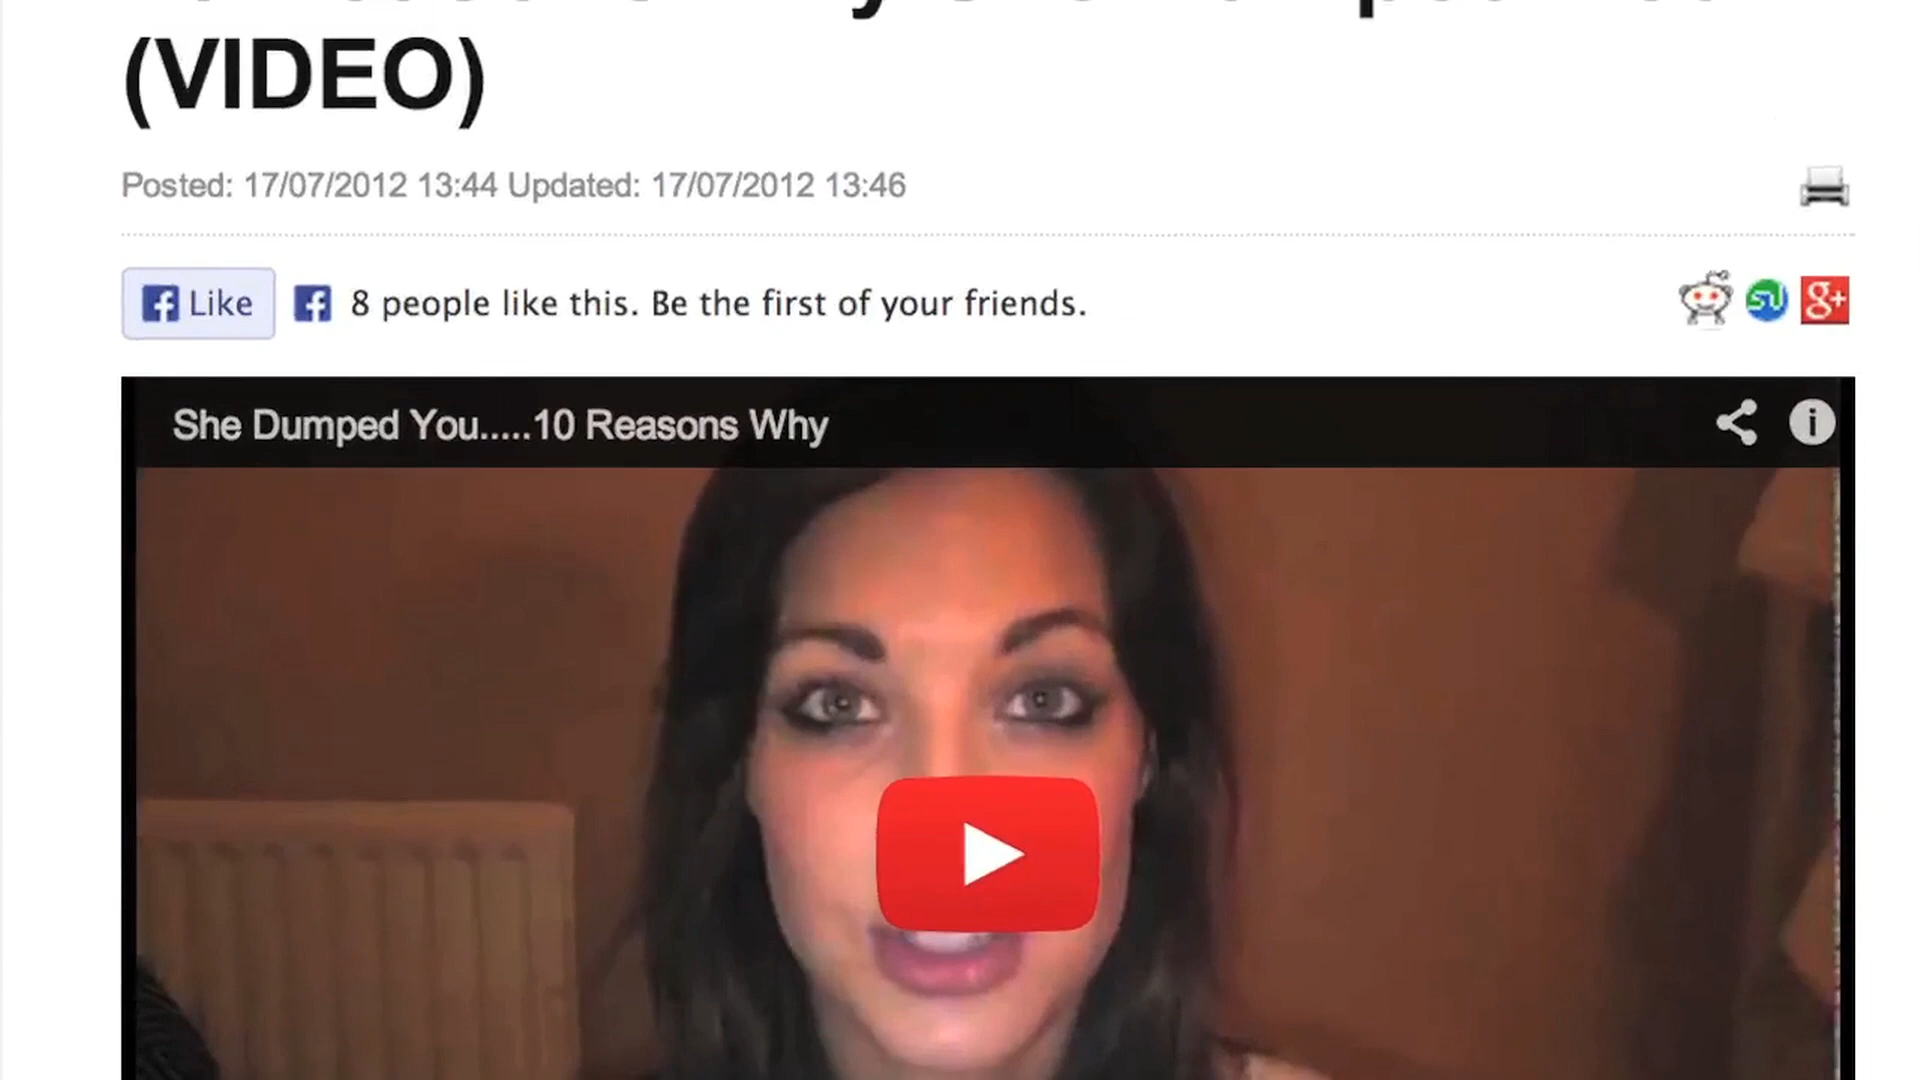 (VIDEO)
Posted: 17/07/2012 13:44 Updated: 17/07/2012 13:46
Like 8 people like this. Be the first of your friends.
She Dumped You.....10 Reasons Why